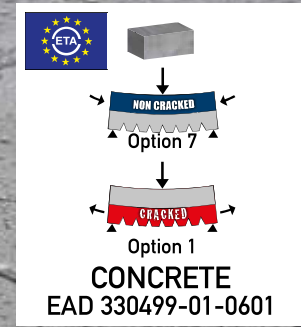 ETA
NON CRACKED
Option 7
CRACKED
Option 1
CONCRETE
EAD 330499-01-0601